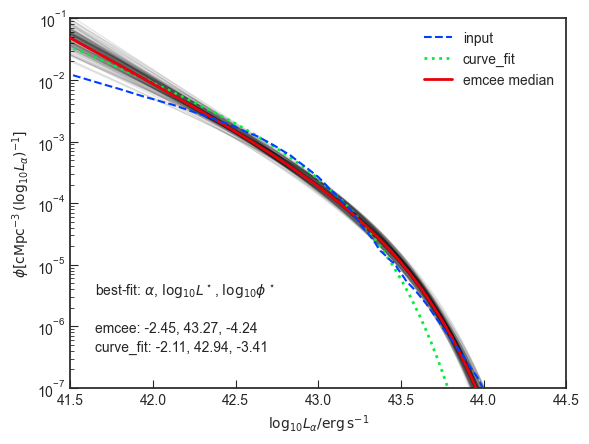 10⁻¹
10⁻²
10⁻³
10⁻⁴
10⁻⁵
10⁻⁶
10⁻⁷
ϕ[cMpc⁻³ (log₁₀Lα)⁻¹]
input
curve_fit
emcee median
best-fit: α, log₁₀L*, log₁₀ϕ*
emcee: -2.45, 43.27, -4.24
curve_fit: -2.11, 42.94, -3.41
41.5 42.0 42.5 43.0 43.5 44.0 44.5
log₁₀Lα/erg s⁻¹